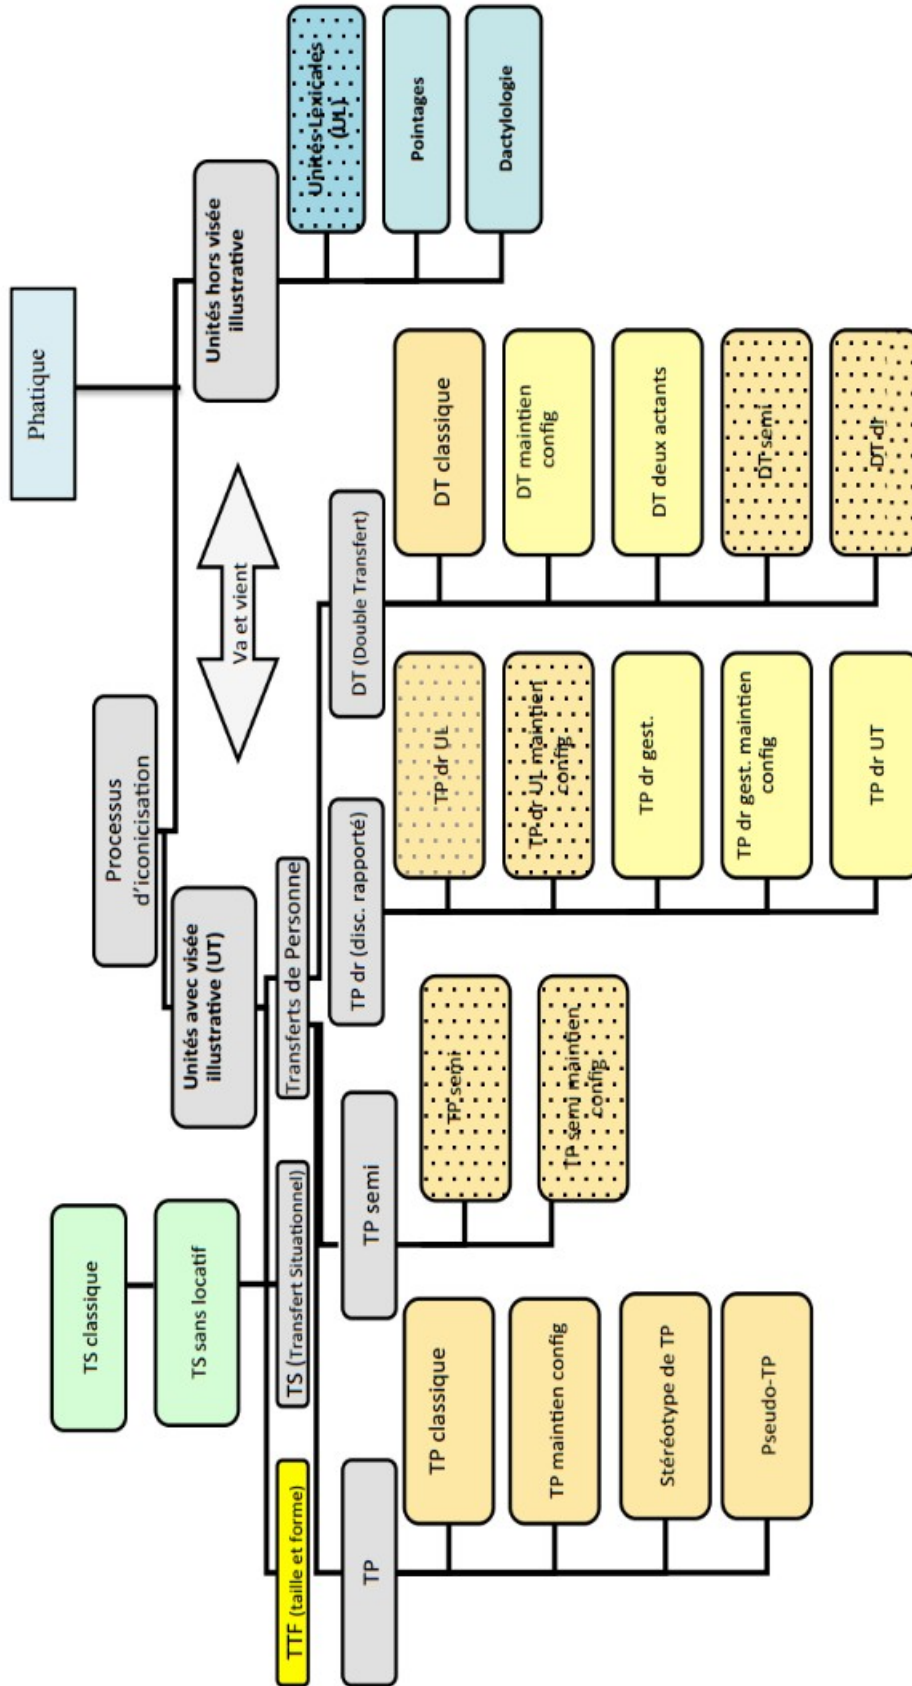 Phatique
Processus
d'iconicisation
Va et vient
Unités avec visée
illustrative (UT)
Unités hors visée
illustrative
Unités Lexicales
(UL)
Pointages
Dactylologie
TS classique
TS sans locatif
TTF (taille et forme)
TS (Transfert Situationnel)
Transferts de Personne
TP
TP classique
TP maintien config
Stéréotype de TP
Pseudo-TP
TP semi
TP semi
TP semi maintien
config
TP dr (disc. rapporté)
TP dr UL
TP dr UL maintien
config
TP dr gest.
TP dr gest. maintien
config
TP dr UT
DT (Double Transfert)
DT classique
DT maintien
config
DT deux actants
DT semi
DT dr